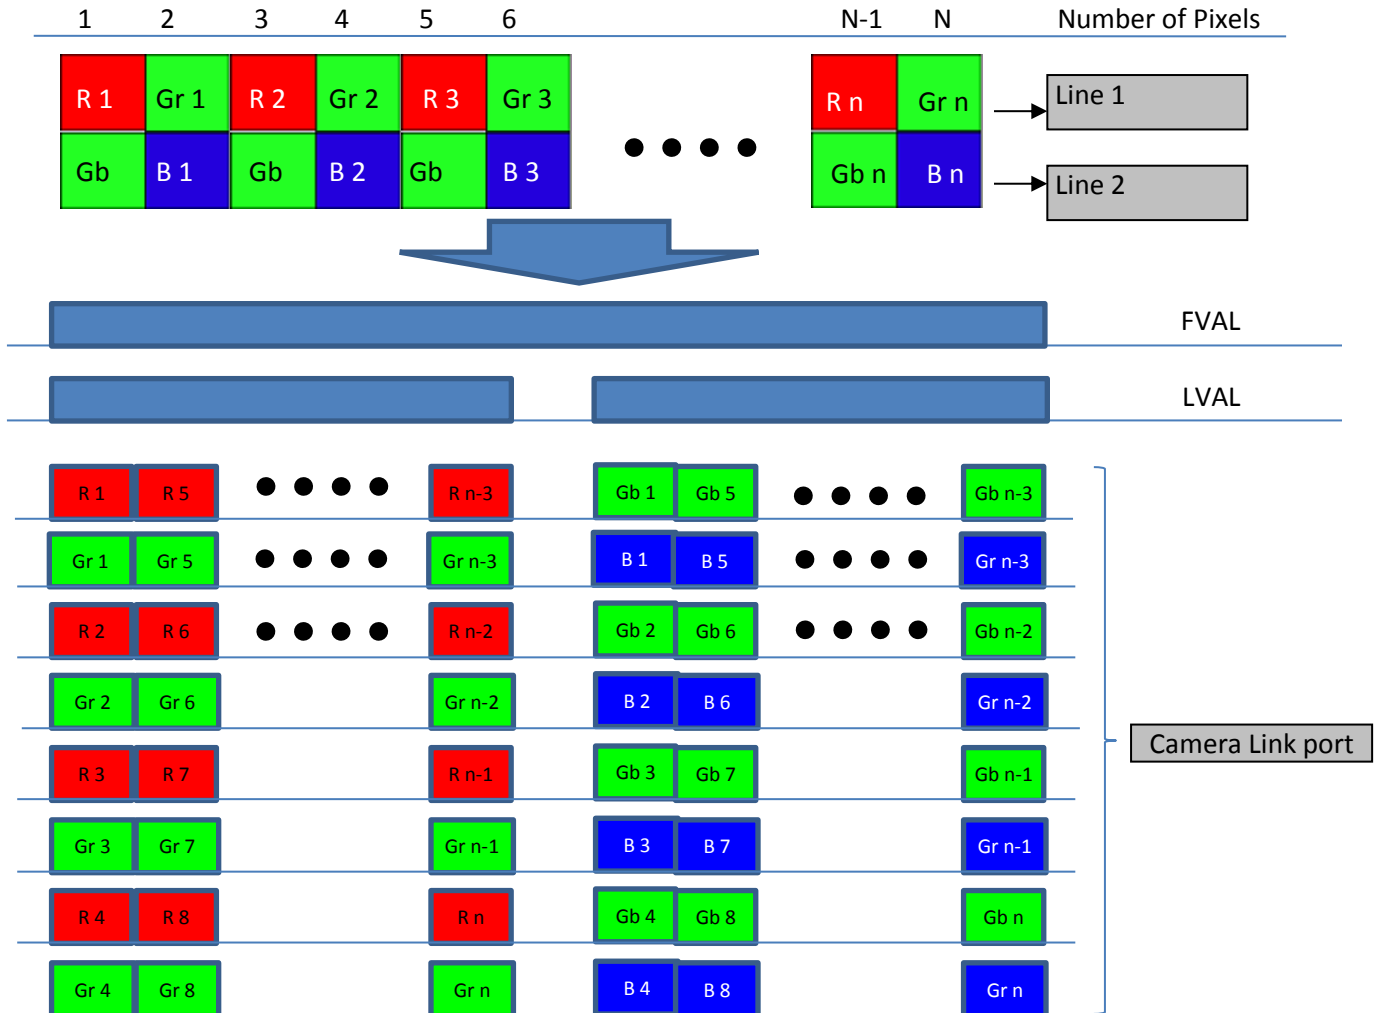 1 2 3 4 5 6 N-1 N Number of Pixels
R 1 Gr 1 R 2 Gr 2 R 3 Gr 3 R n Gr n Line 1
Gb B 1 Gb B 2 Gb B 3 Gb n B n Line 2
FVAL
LVAL
R 1 R 5 R n-3 Gb 1 Gb 5 Gb n-3
Gr 1 Gr 5 Gr n-3 B 1 B 5 Gr n-3
R 2 R 6 R n-2 Gb 2 Gb 6 Gb n-2
Gr 2 Gr 6 Gr n-2 B 2 B 6 Gr n-2
Camera Link port
R 3 R 7 R n-1 Gb 3 Gb 7 Gb n-1
Gr 3 Gr 7 Gr n-1 B 3 B 7 Gr n-1
R 4 R 8 R n Gb 4 Gb 8 Gb n
Gr 4 Gr 8 Gr n B 4 B 8 Gr n